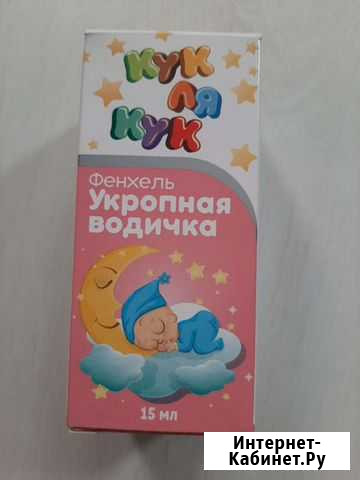 КУК
ЛЯ
КУК
Фенхель
Укропная
водичка
15 мл
Интернет-
Кабинет.Ру